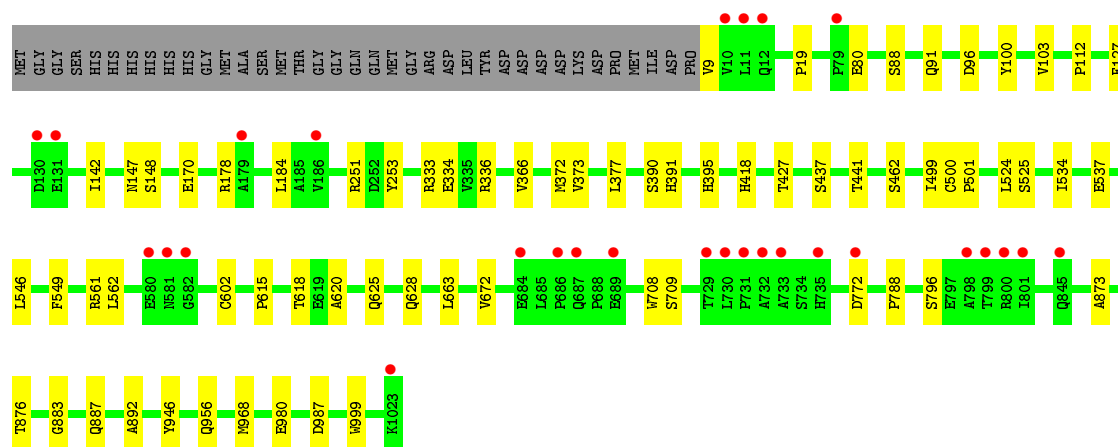 MET GLY GLY SER HIS HIS HIS HIS HIS HIS GLY MET ALA SER MET THR GLY GLY GLN GLN MET GLY ARG ASP LEU TYR ASP ASP ASP ASP LYS ASP PRO MET ILE ASP PRO V9 V10 L11 Q12 P19 P79 E80 S88 Q91 D96 Y100 V103 P112
D130 E131 I142 N147 S148 E170 R178 A179 L184 A185 V186 R251 D252 Y253 R333 E334 V335 R336 V366 M372 V373 L377 S390 H391 H395 H418 T427 S437 T441 S462 I499 C500 P501 L524 S525 I534 E537
L546 F549 R561 L562 E580 N581 G582 C602 P615 T618 E619 A620 Q625 Q628 L663 V672 E684 L685 P686 Q687 P688 E689 W708 S709 T729 L730 P731 A732 A733 S734 H735 D772 P788 S796 E797 A798 T799 R800 I801 Q845 A873
T876 G883 Q887 A892 Y946 Q956 M968 E980 D987 W999 K1023